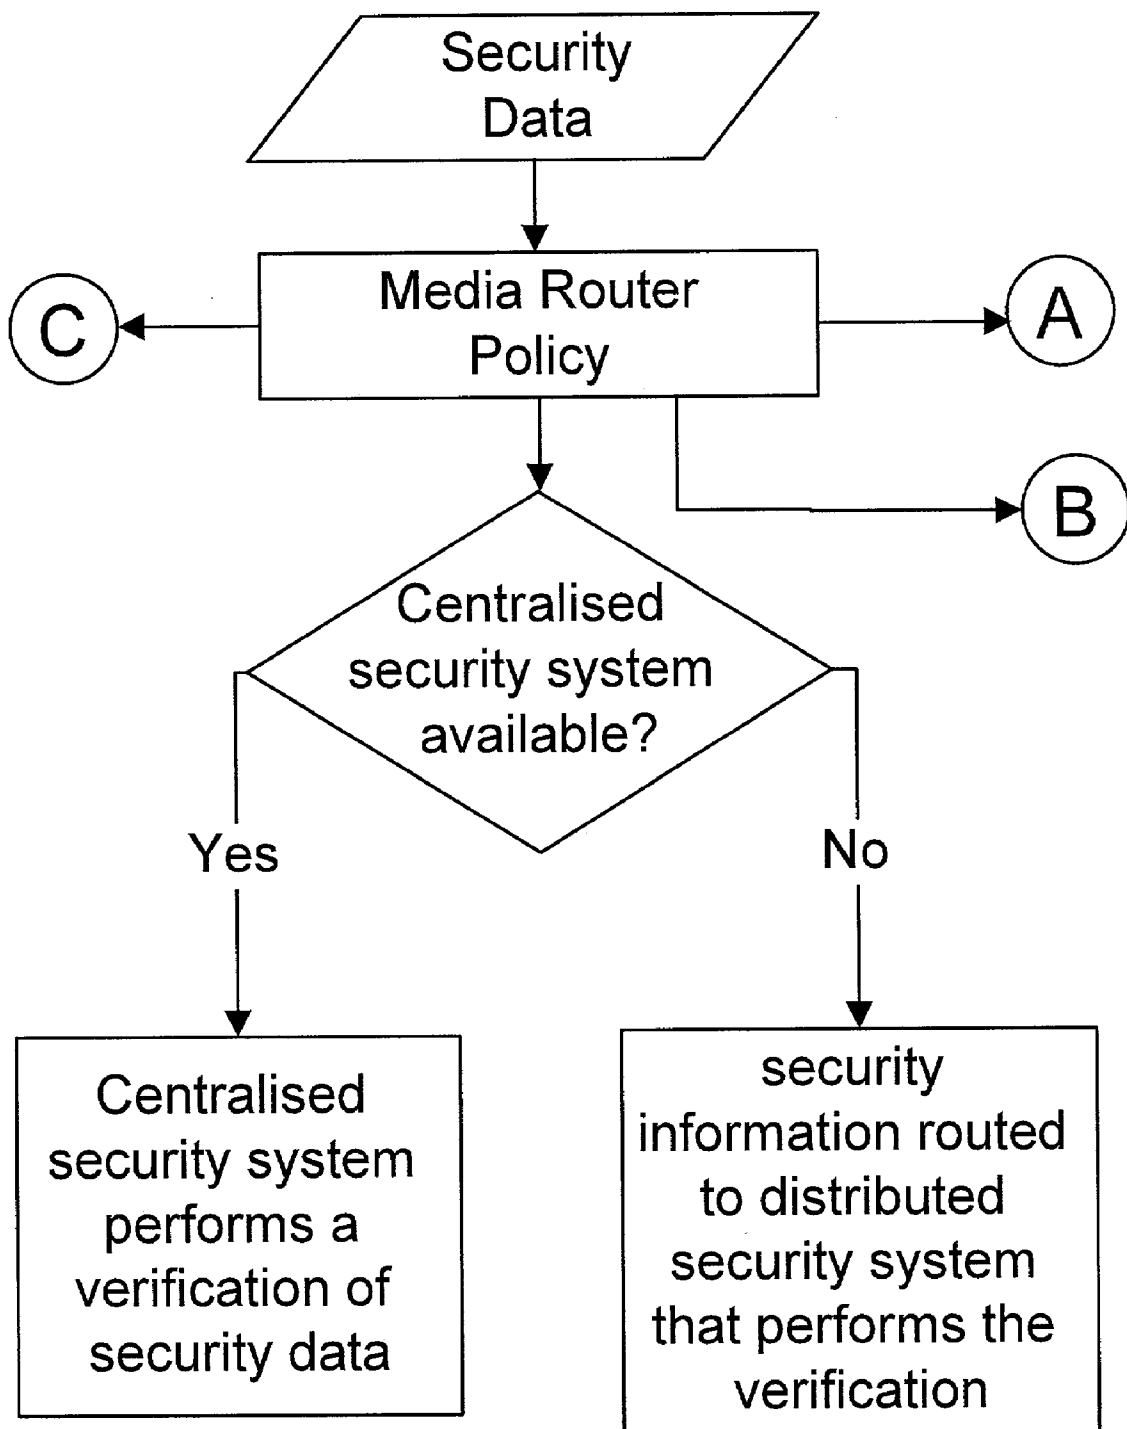 Security
Data
Media Router
Policy
C
A
B
Centralised
security system
available?
Yes
No
Centralised
security system
performs a
verification of
security data
security
information routed
to distributed
security system
that performs the
verification